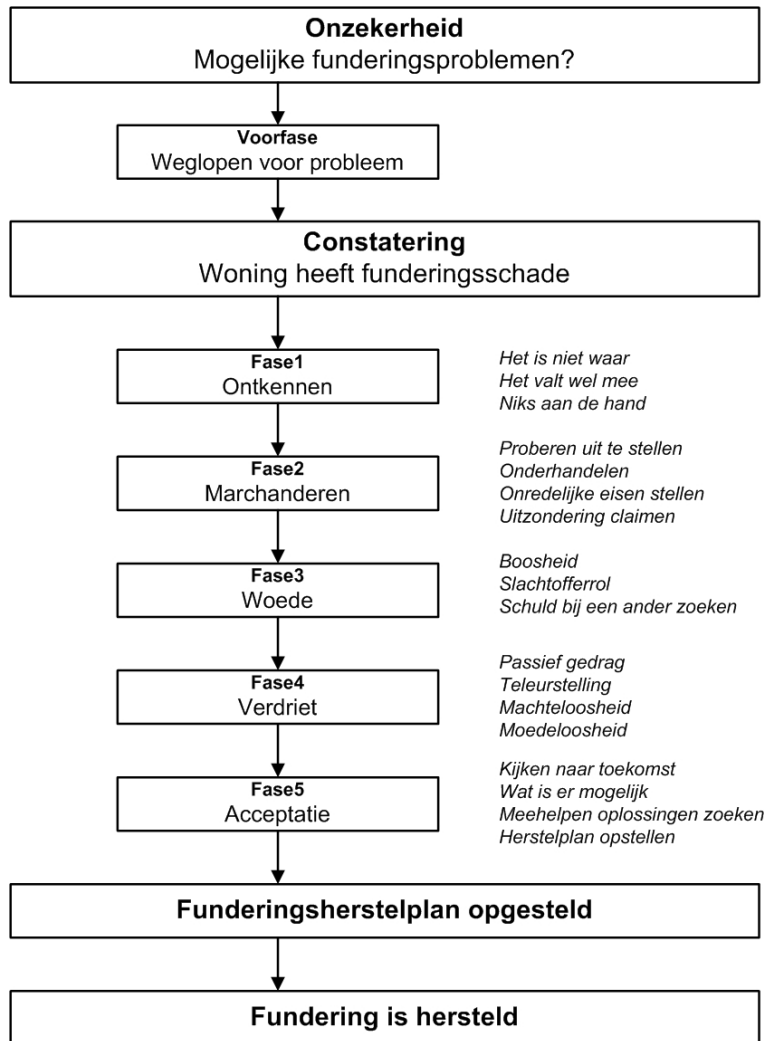 Onzekerheid
Mogelijke funderingsproblemen?
Voorfase
Weglopen voor probleem
Constatering
Woning heeft funderingsschade
Fase1
Ontkennen
Het is niet waar
Het valt wel mee
Niks aan de hand
Fase2
Marchanderen
Proberen uit te stellen
Onderhandelen
Onredelijke eisen stellen
Uitzondering claimen
Fase3
Woede
Boosheid
Slachtofferrol
Schuld bij een ander zoeken
Fase4
Verdriet
Passief gedrag
Teleurstelling
Machteloosheid
Moedeloosheid
Fase5
Acceptatie
Kijken naar toekomst
Wat is er mogelijk
Meehelpen oplossingen zoeken
Herstelplan opstellen
Funderingsherstelplan opgesteld
Fundering is hersteld